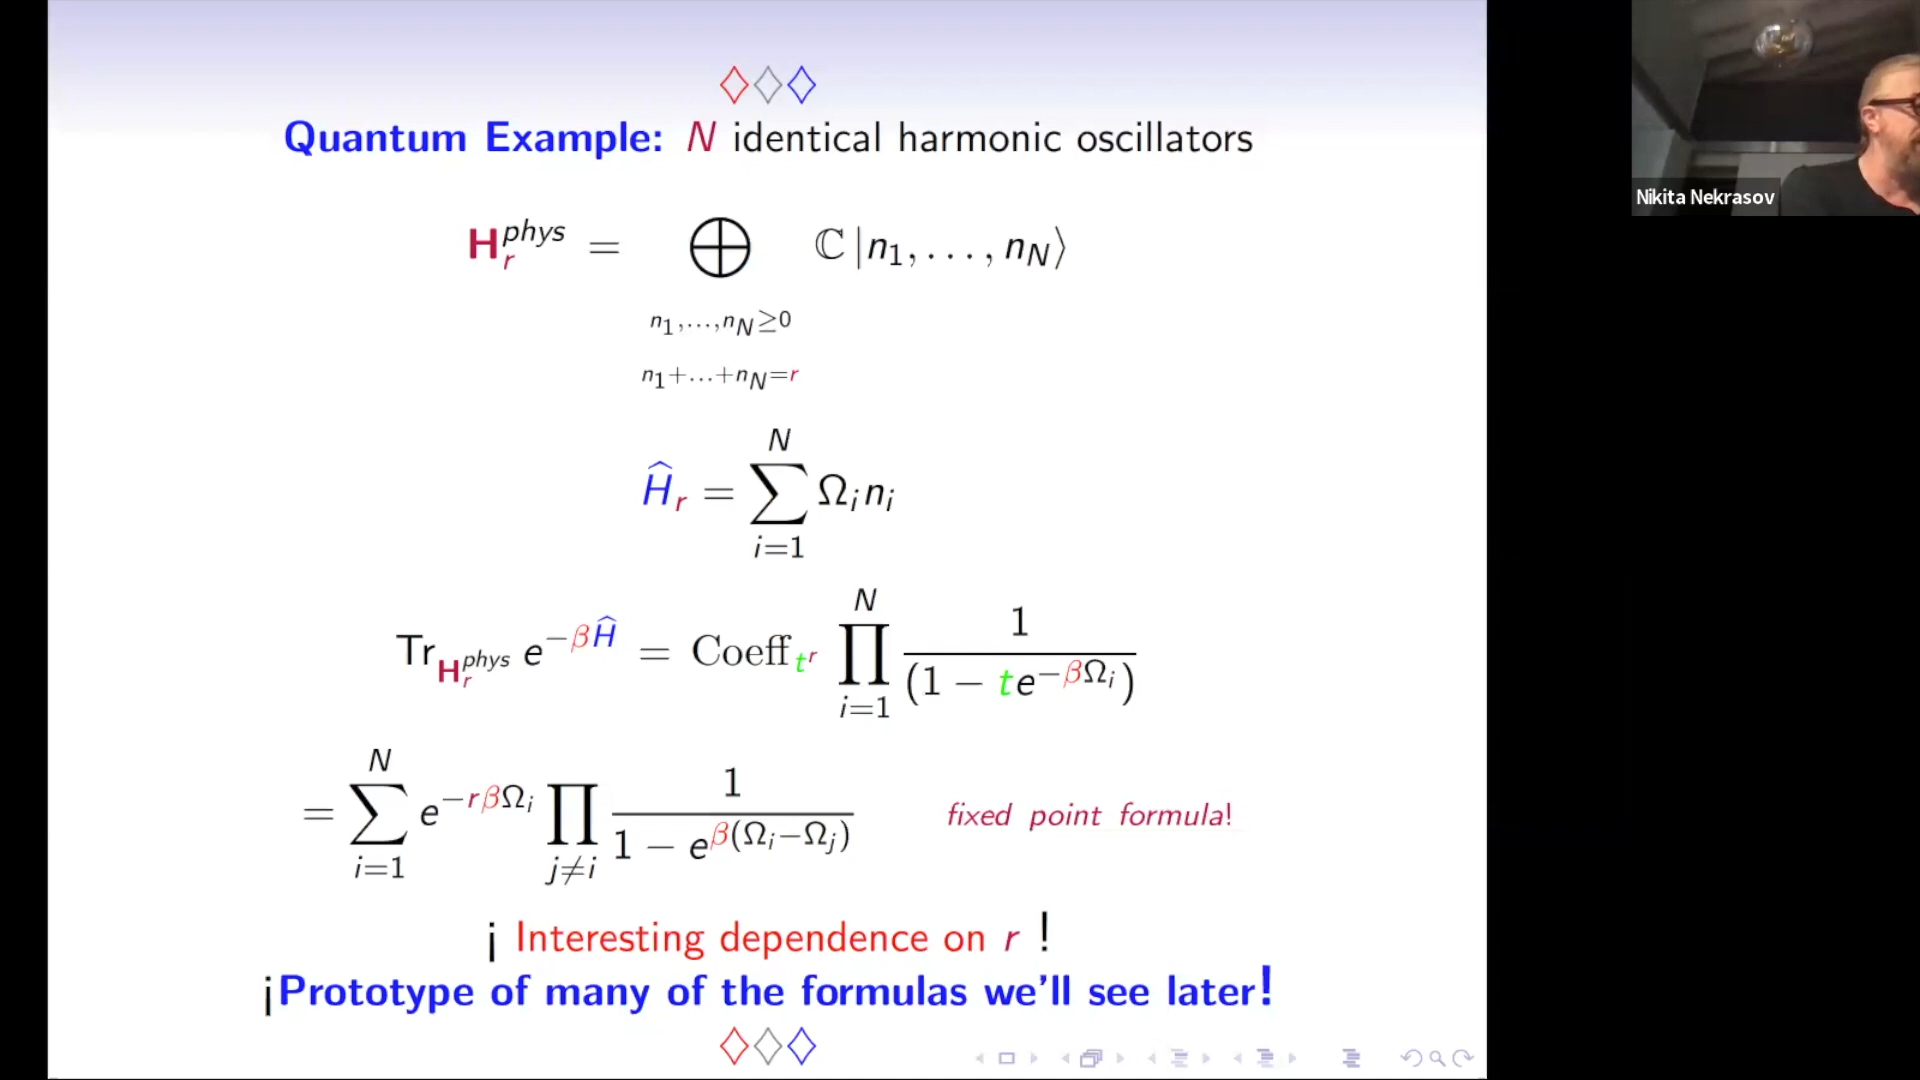 ♢♢♢
Quantum Example: N identical harmonic oscillators
H_r^{phys} = ⨁_{n_1,...,n_N≥0, n_1+...+n_N=r} ℂ|n_1, . . . , n_N⟩
Ĥ_r = ∑_{i=1}^{N} Ω_i n_i
Tr_{H_r^{phys}} e^{−βĤ} = Coeff_{t^r} ∏_{i=1}^{N} 1/(1 − te^{−βΩ_i})
= ∑_{i=1}^{N} e^{−rβΩ_i} ∏_{j≠i} 1/(1 − e^{β(Ω_i−Ω_j)}) fixed point formula!
¡ Interesting dependence on r !
¡Prototype of many of the formulas we'll see later!
♢♢♢
Nikita Nekrasov